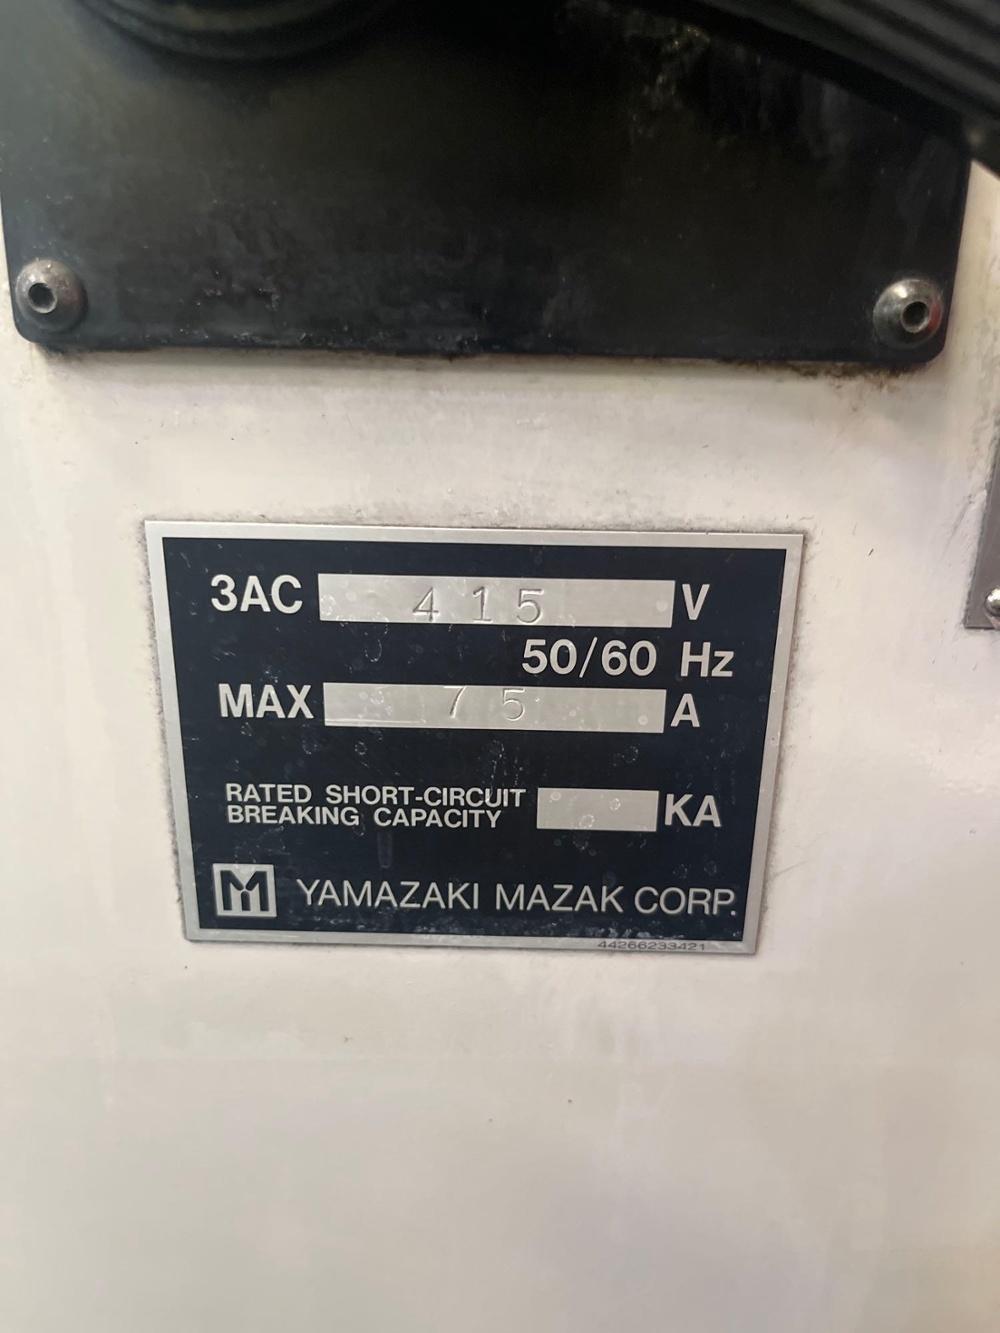 3AC 415 V
50/60 Hz
MAX 75 A
RATED SHORT-CIRCUIT
BREAKING CAPACITY KA
YAMAZAKI MAZAK CORP.
44266233421